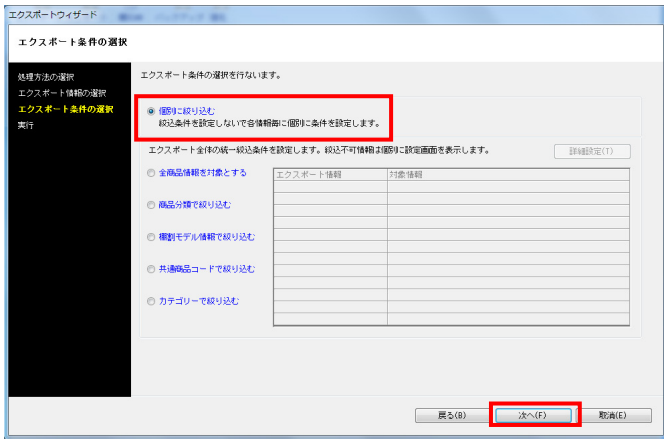 エクスポートウィザード
エクスポート条件の選択
処理方法の選択
エクスポート情報の選択
エクスポート条件の選択
実行
エクスポート条件の選択を行ないます。
個別に絞り込む
絞込条件を設定しないで各情報毎に個別に条件を設定します。
エクスポート全体の統一絞込条件を設定します。絞込不可情報は個別に設定画面を表示します。
詳細設定(T)
全商品情報を対象とする
商品分類で絞り込む
棚割モデル情報で絞り込む
共通商品コードで絞り込む
カテゴリーで絞り込む
エクスポート情報
対象情報
戻る(B)
次へ(F)
取消(E)